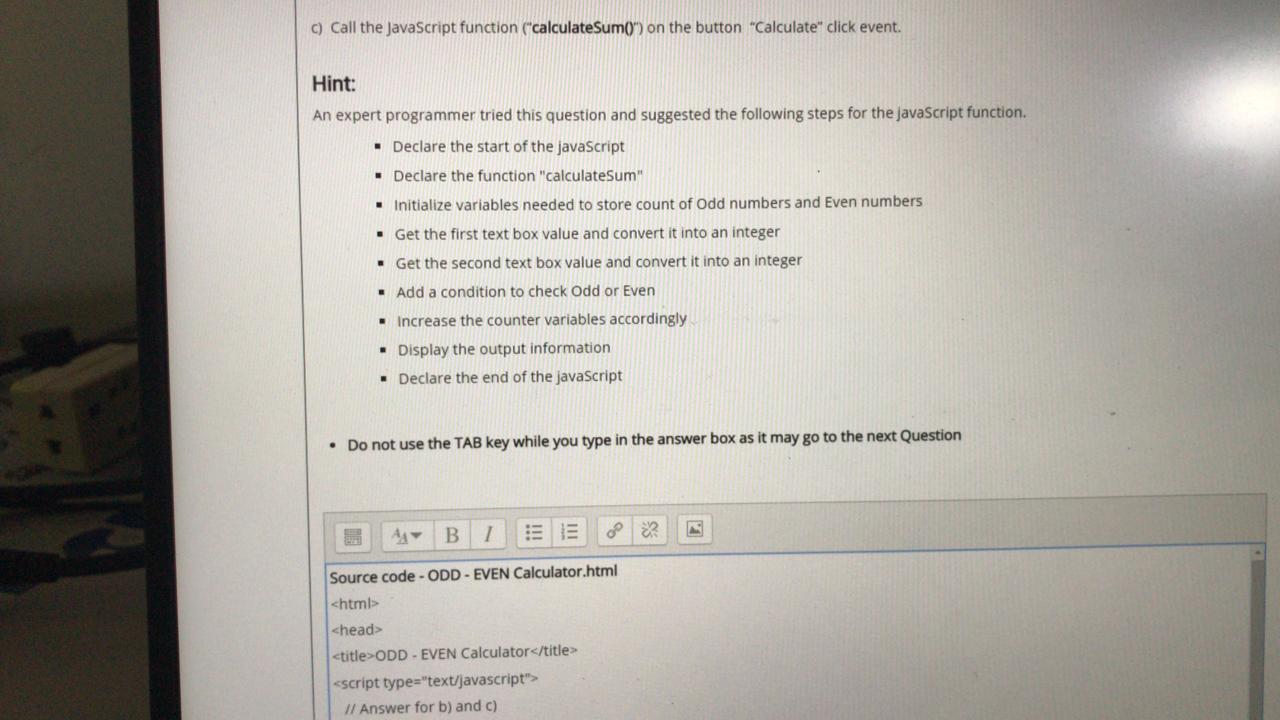 c) Call the JavaScript function ("calculateSum()") on the button "Calculate" click event.
Hint:
An expert programmer tried this question and suggested the following steps for the javaScript function.
▪ Declare the start of the javaScript
▪ Declare the function "calculateSum"
▪ Initialize variables needed to store count of Odd numbers and Even numbers
▪ Get the first text box value and convert it into an integer
▪ Get the second text box value and convert it into an integer
▪ Add a condition to check Odd or Even
▪ Increase the counter variables accordingly
▪ Display the output information
▪ Declare the end of the javaScript
• Do not use the TAB key while you type in the answer box as it may go to the next Question
B I
Source code - ODD - EVEN Calculator.html
<html>
<head>
<title>ODD - EVEN Calculator</title>
<script type="text/javascript">
// Answer for b) and c)